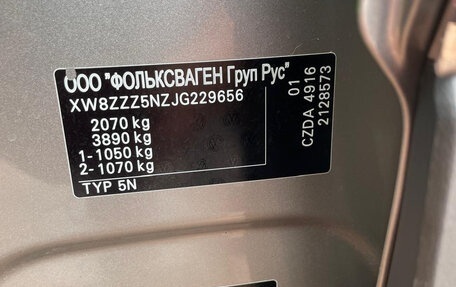 ООО "ФОЛЬКСВАГЕН Груп Рус"
XW8ZZZ5NZJG229656
2070 kg
3890 kg
1- 1050 kg
2- 1070 kg
TYP 5N
01
CZDA 4916
2128573